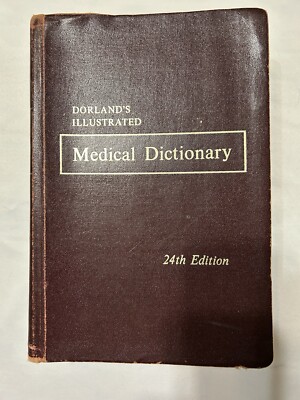 DORLAND'S
ILLUSTRATED
Medical Dictionary
24th Edition